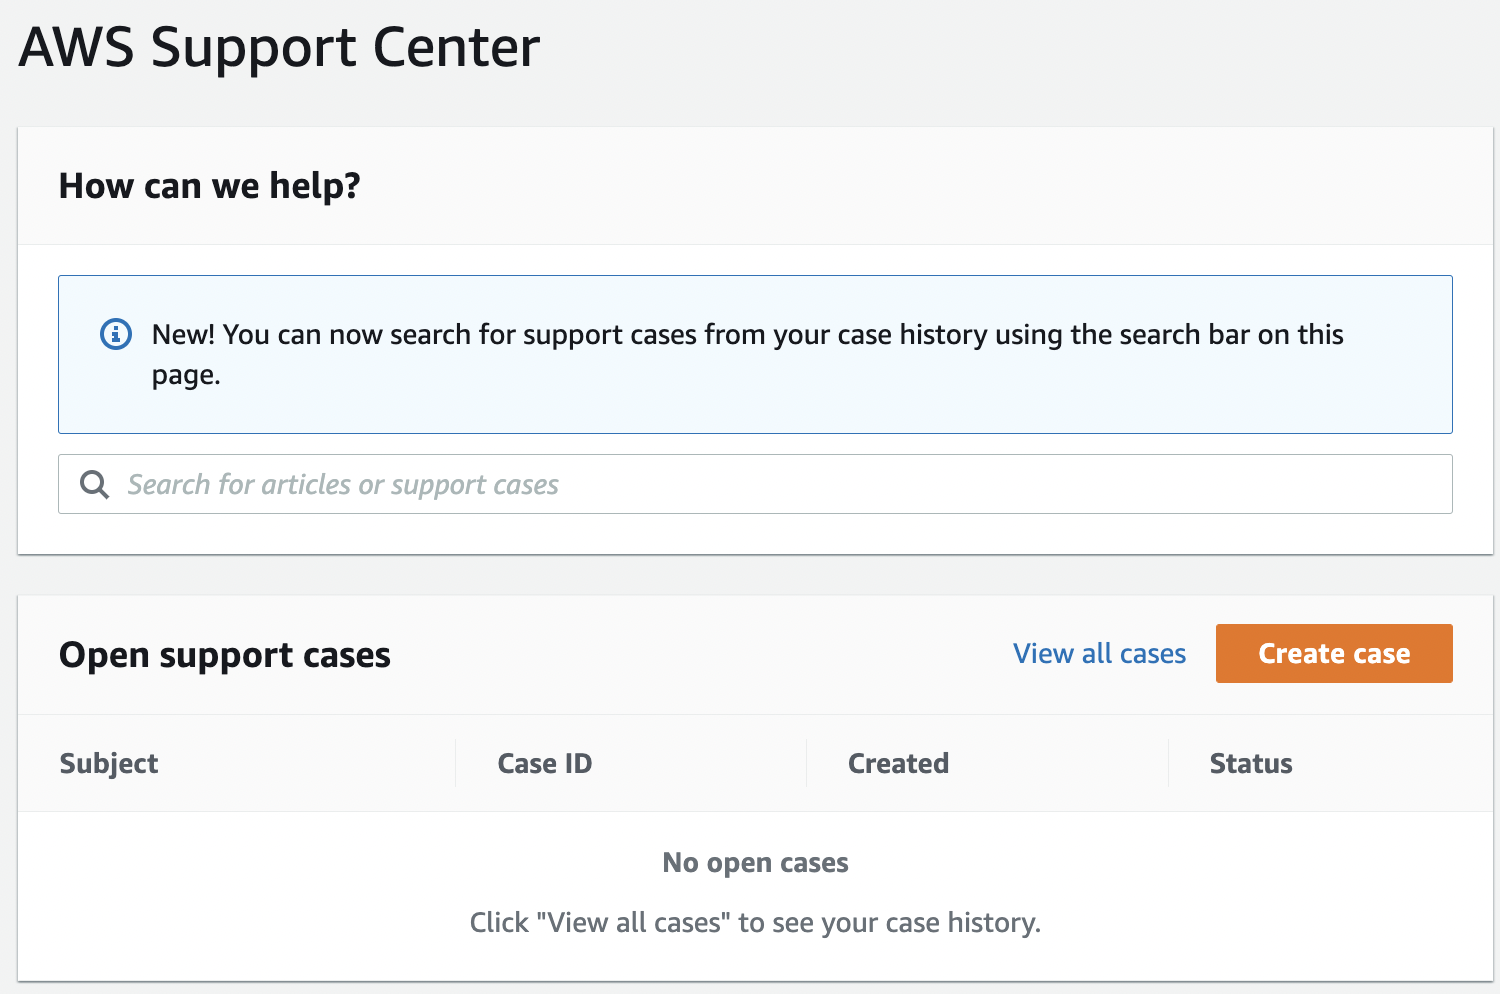 AWS Support Center
How can we help?
New! You can now search for support cases from your case history using the search bar on this
page.
Search for articles or support cases
Open support cases
View all cases
Create case
Subject
Case ID
Created
Status
No open cases
Click "View all cases" to see your case history.